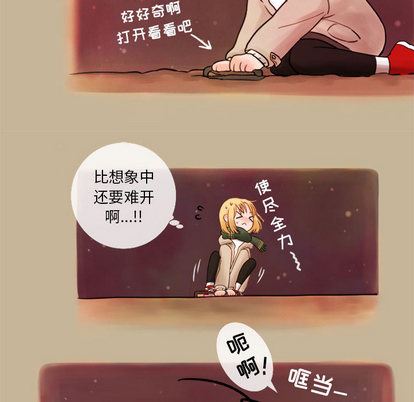 好好奇啊
打开看看吧
比想象中
还要难开
啊...!!
使尽全力~
呃
啊!
哐当—